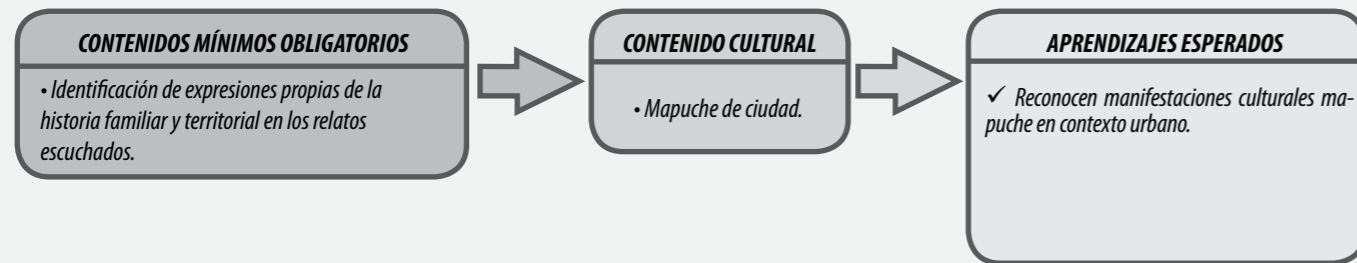 CONTENIDOS MÍNIMOS OBLIGATORIOS
• Identificación de expresiones propias de la
historia familiar y territorial en los relatos
escuchados.
CONTENIDO CULTURAL
• Mapuche de ciudad.
APRENDIZAJES ESPERADOS
✓ Reconocen manifestaciones culturales ma-
puche en contexto urbano.